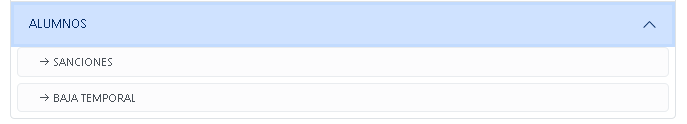 ALUMNOS
→ SANCIONES
→ BAJA TEMPORAL